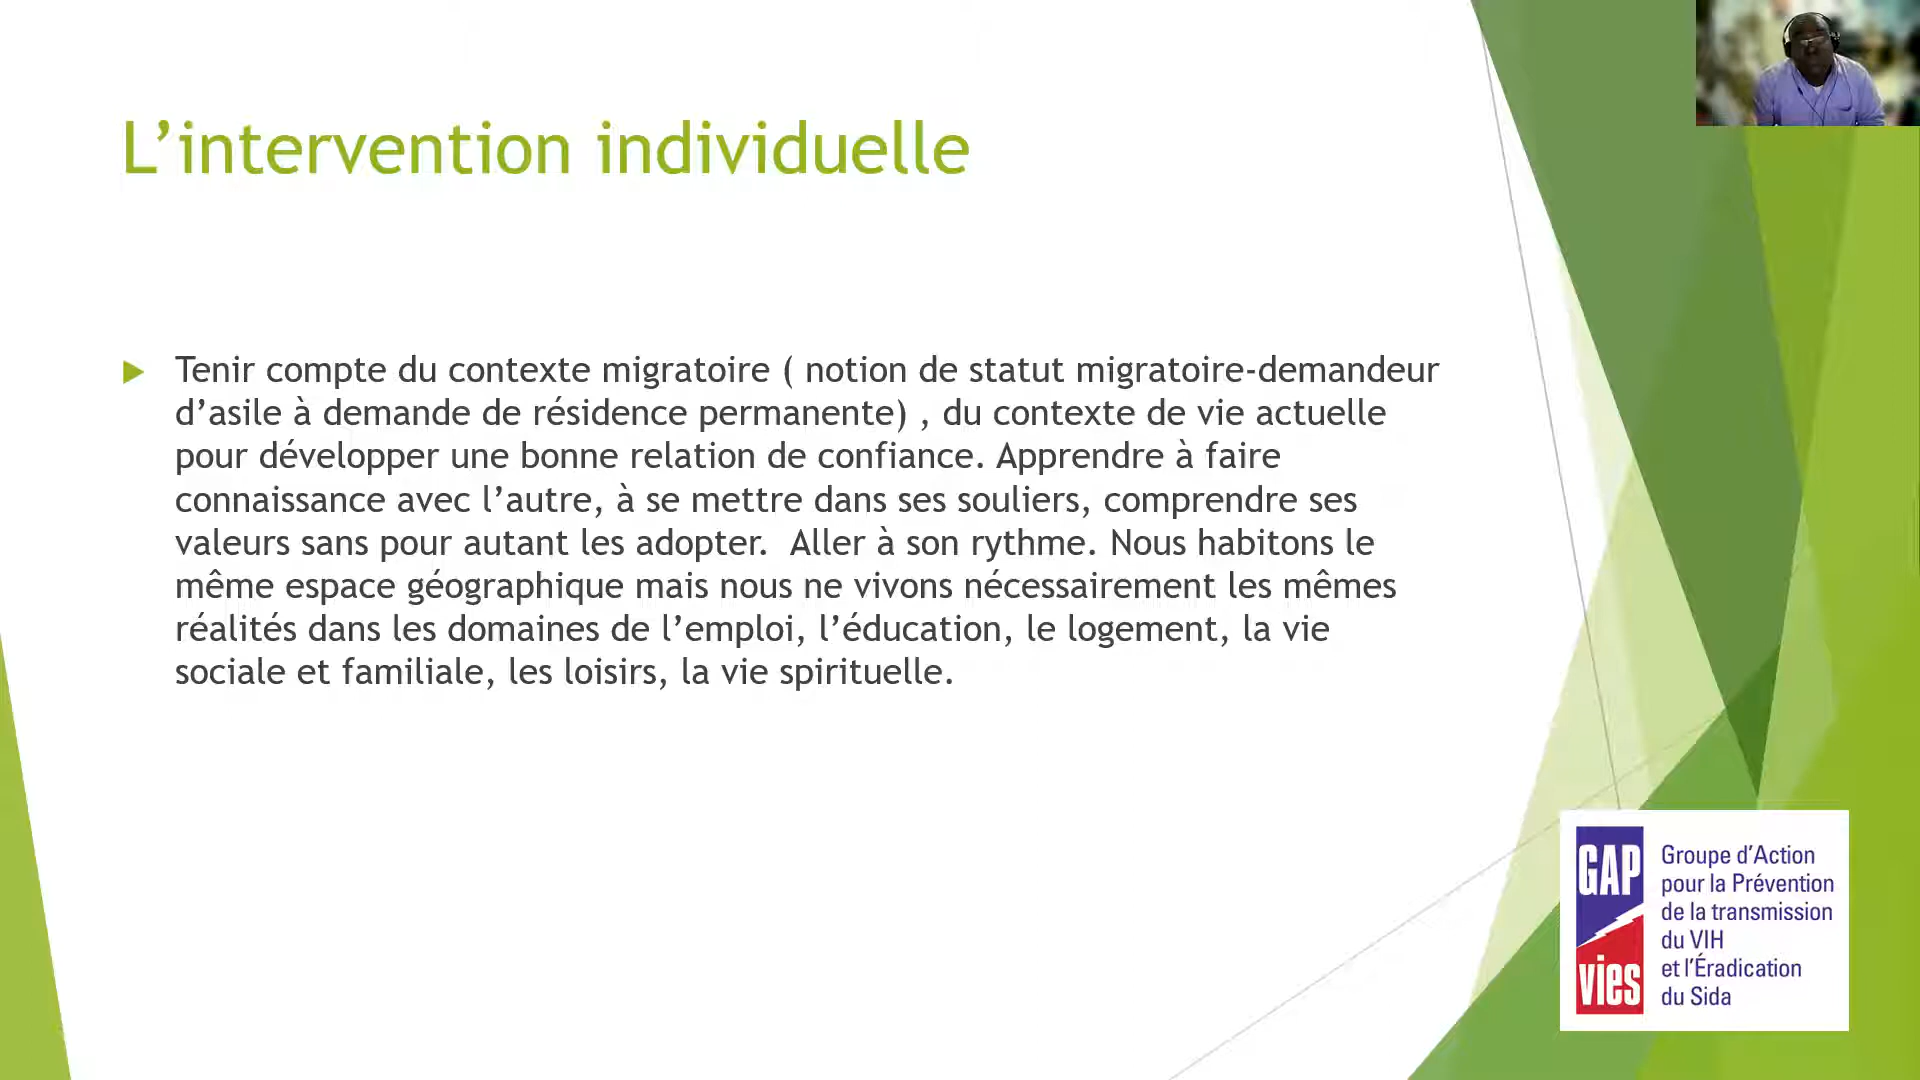 L’intervention individuelle
Tenir compte du contexte migratoire ( notion de statut migratoire-demandeur
d’asile à demande de résidence permanente) , du contexte de vie actuelle
pour développer une bonne relation de confiance. Apprendre à faire
connaissance avec l’autre, à se mettre dans ses souliers, comprendre ses
valeurs sans pour autant les adopter.  Aller à son rythme. Nous habitons le
même espace géographique mais nous ne vivons nécessairement les mêmes
réalités dans les domaines de l’emploi, l’éducation, le logement, la vie
sociale et familiale, les loisirs, la vie spirituelle.
GAP
vies
Groupe d’Action
pour la Prévention
de la transmission
du VIH
et l’Éradication
du Sida